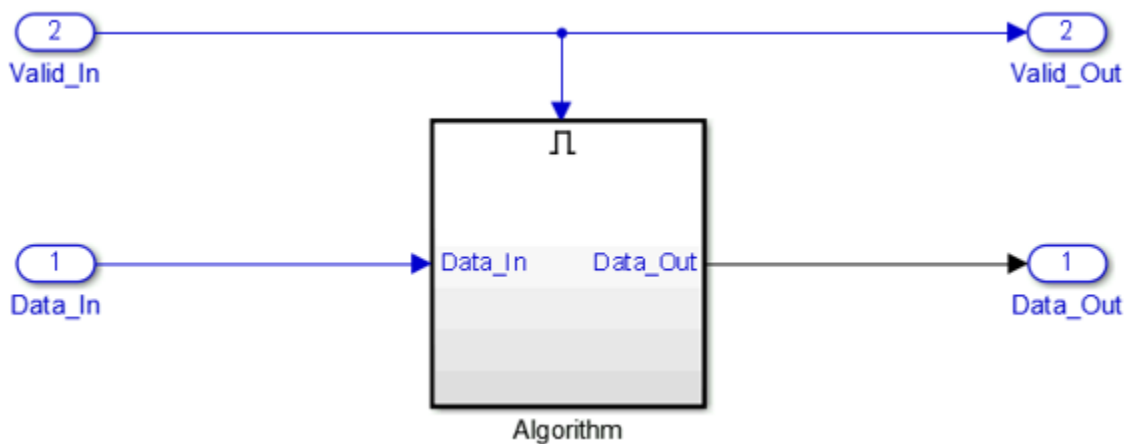 2
2
Valid_In
Valid_Out
1
Data_In
Data_Out
1
Data_In
Data_Out
Algorithm